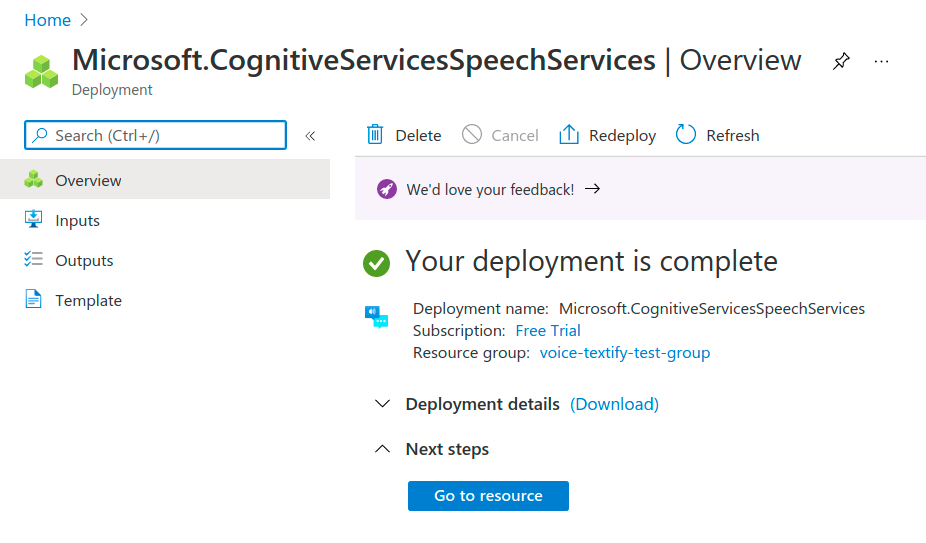 Home
Microsoft.CognitiveServicesSpeechServices | Overview
Deployment
Search (Ctrl+/)
Overview
Inputs
Outputs
Template
Delete Cancel Redeploy Refresh
We'd love your feedback! →
Your deployment is complete
Deployment name: Microsoft.CognitiveServicesSpeechServices
Subscription: Free Trial
Resource group: voice-textify-test-group
Deployment details (Download)
Next steps
Go to resource